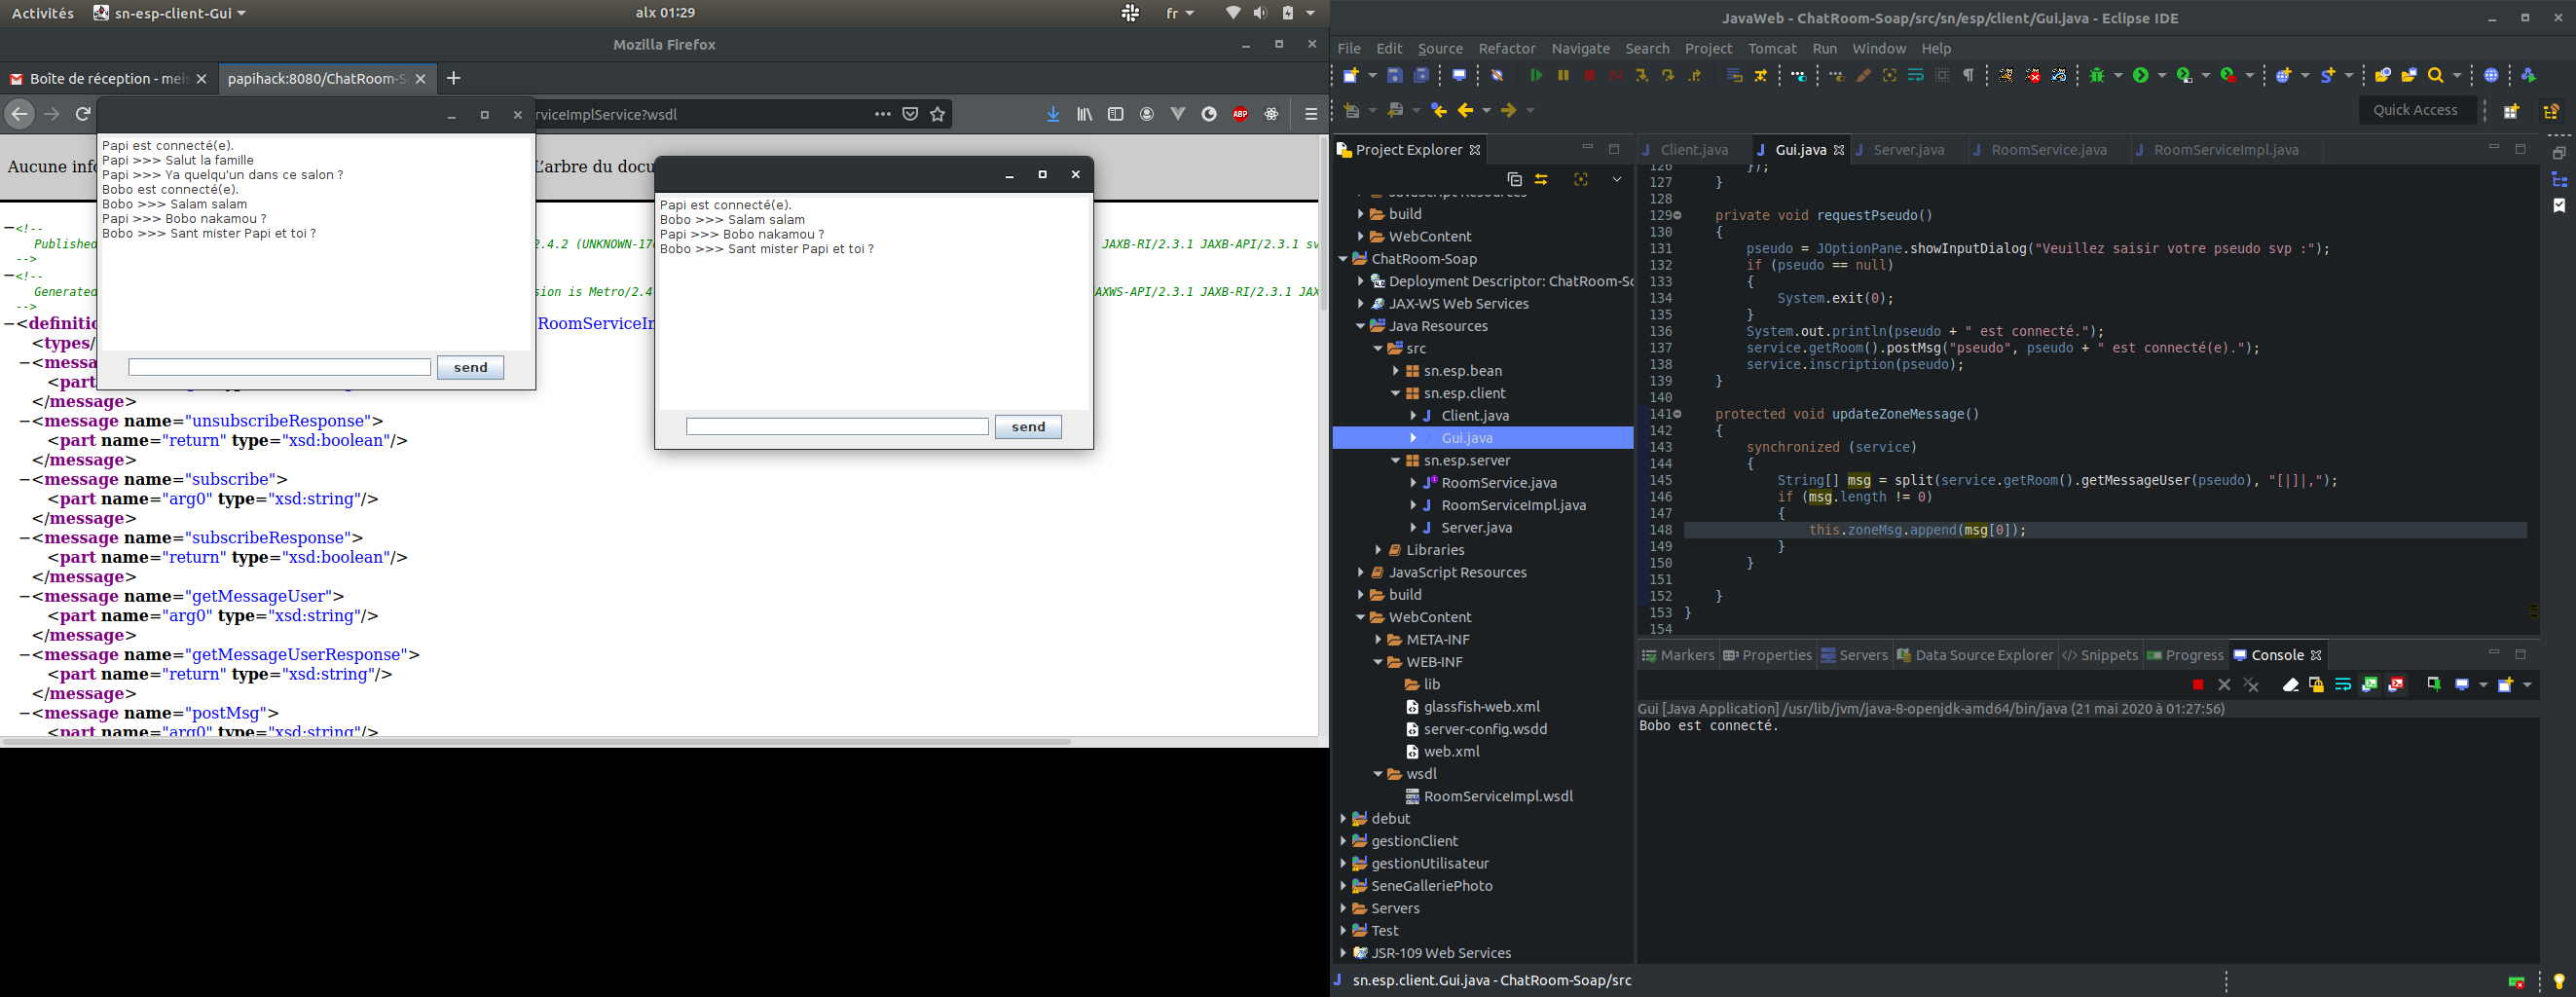 Activités
sn-esp-client-Gui
alx 01:29
fr
Mozilla Firefox
Boîte de réception - meis
papihack:8080/ChatRoom-S
rviceImplService?wsdl
ABP
Aucune info
L'arbre du docu
<!--
Published
2.4.2 (UNKNOWN-170
JAXB-RI/2.3.1 JAXB-API/2.3.1 sv
-->
<!--
Generated
sion is Metro/2.4
AXWS-API/2.3.1 JAXB-RI/2.3.1 JAX
-->
−<definitio
RoomServiceIm
<types/
−<messa
<part
</message>
−<message name="unsubscribeResponse">
<part name="return" type="xsd:boolean"/>
</message>
−<message name="subscribe">
<part name="arg0" type="xsd:string"/>
</message>
−<message name="subscribeResponse">
<part name="return" type="xsd:boolean"/>
</message>
−<message name="getMessageUser">
<part name="arg0" type="xsd:string"/>
</message>
−<message name="getMessageUserResponse">
<part name="return" type="xsd:string"/>
</message>
−<message name="postMsg">
<part name="arg0" type="xsd:string"/>
Papi est connecté(e).
Papi >>> Salut la famille
Papi >>> Ya quelqu'un dans ce salon ?
Bobo est connecté(e).
Bobo >>> Salam salam
Papi >>> Bobo nakamou ?
Bobo >>> Sant mister Papi et toi ?
send
Papi est connecté(e).
Bobo >>> Salam salam
Papi >>> Bobo nakamou ?
Bobo >>> Sant mister Papi et toi ?
send
JavaWeb - ChatRoom-Soap/src/sn/esp/client/Gui.java - Eclipse IDE
File Edit Source Refactor Navigate Search Project Tomcat Run Window Help
Quick Access
Project Explorer
JavaScript Resources
build
WebContent
ChatRoom-Soap
Deployment Descriptor: ChatRoom-So
JAX-WS Web Services
Java Resources
src
sn.esp.bean
sn.esp.client
Client.java
Gui.java
sn.esp.server
RoomService.java
RoomServiceImpl.java
Server.java
Libraries
JavaScript Resources
build
WebContent
META-INF
WEB-INF
lib
glassfish-web.xml
server-config.wsdd
web.xml
wsdl
RoomServiceImpl.wsdl
debut
gestionClient
gestionUtilisateur
SeneGalleriePhoto
Servers
Test
JSR-109 Web Services
Client.java Gui.java Server.java RoomService.java RoomServiceImpl.java
126 });
127 }
128
129 private void requestPseudo()
130 {
131 pseudo = JOptionPane.showInputDialog("Veuillez saisir votre pseudo svp :");
132 if (pseudo == null)
133 {
134 System.exit(0);
135 }
136 System.out.println(pseudo + " est connecté.");
137 service.getRoom().postMsg("pseudo", pseudo + " est connecté(e).");
138 service.inscription(pseudo);
139 }
140
141 protected void updateZoneMessage()
142 {
143 synchronized (service)
144 {
145 String[] msg = split(service.getRoom().getMessageUser(pseudo), "[|]|,");
146 if (msg.length != 0)
147 {
148 this.zoneMsg.append(msg[0]);
149 }
150 }
151
152 }
153 }
154
Markers Properties Servers Data Source Explorer Snippets Progress Console
Gui [Java Application] /usr/lib/jvm/java-8-openjdk-amd64/bin/java (21 mai 2020 à 01:27:56)
Bobo est connecté.
sn.esp.client.Gui.java - ChatRoom-Soap/src